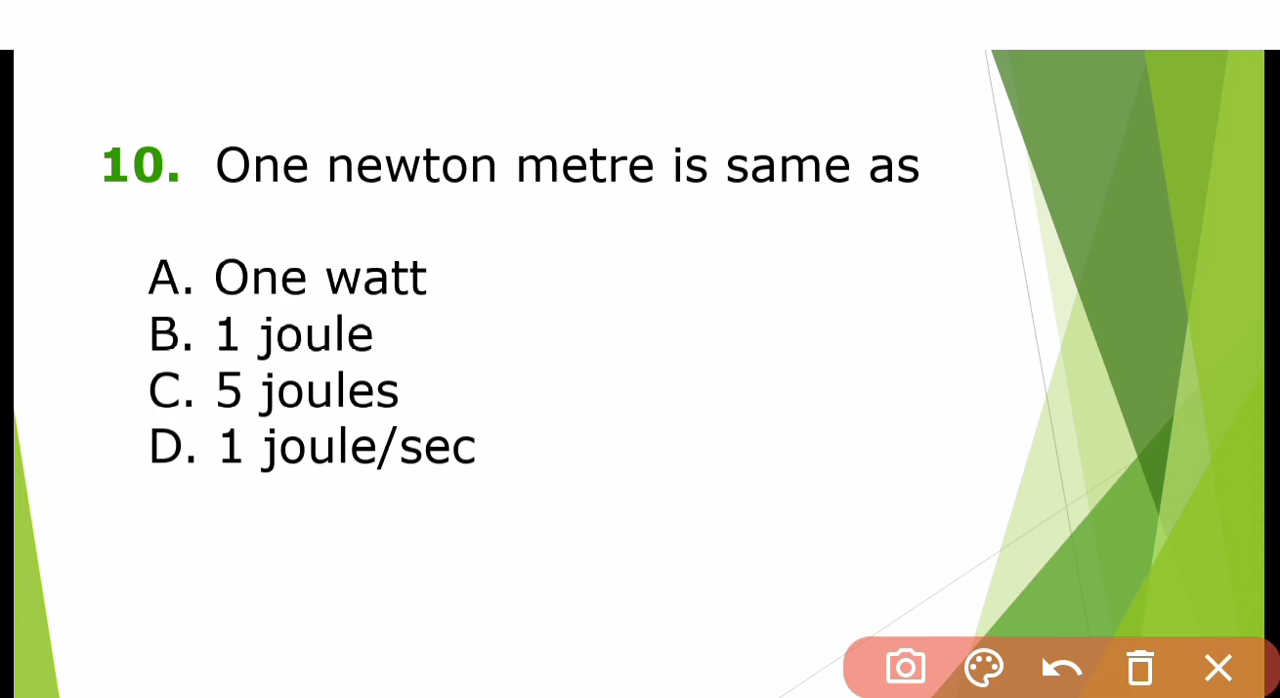 10. One newton metre is same as
A. One watt
B. 1 joule
C. 5 joules
D. 1 joule/sec